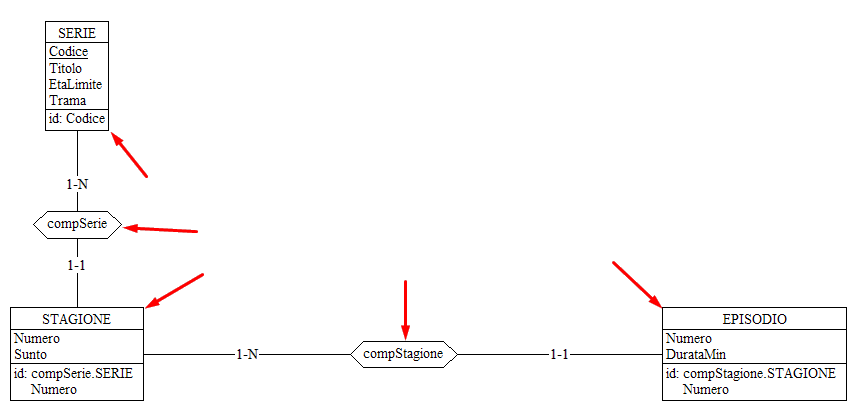 SERIE
Codice
Titolo
EtaLimite
Trama
id: Codice
1-N
compSerie
1-1
STAGIONE
Numero
Sunto
id: compSerie.SERIE
Numero
1-N
compStagione
1-1
EPISODIO
Numero
DurataMin
id: compStagione.STAGIONE
Numero